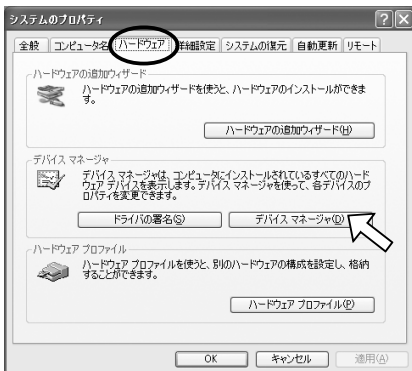 システムのプロパティ
全般 コンピュータ名 ハードウェア 詳細設定 システムの復元 自動更新 リモート
ハードウェアの追加ウィザード
ハードウェアの追加ウィザードを使うと、ハードウェアのインストールができま
す。
ハードウェアの追加ウィザード(H)
デバイス マネージャ
デバイス マネージャは、コンピュータにインストールされているすべてのハード
ウェア デバイスを表示します。デバイス マネージャを使って、各デバイスのプ
ロパティを変更できます。
ドライバの署名(S) デバイス マネージャ(D)
ハードウェア プロファイル
ハードウェア プロファイルを使うと、別のハードウェアの構成を設定し、格納
することができます。
ハードウェア プロファイル(P)
OK キャンセル 適用(A)